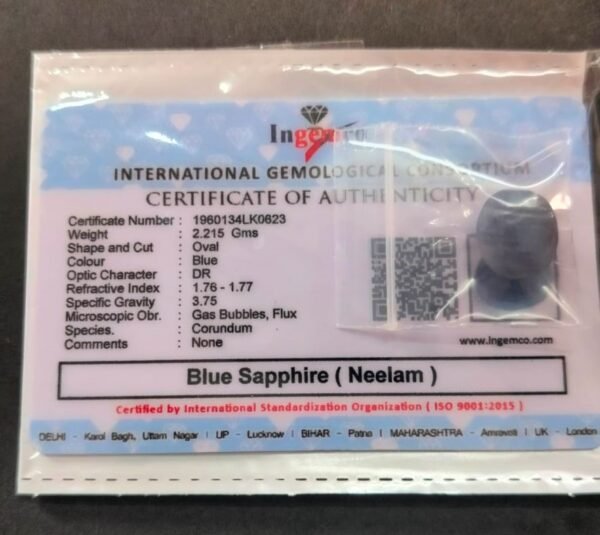 Ingemco
INTERNATIONAL GEMOLOGICAL CONSORTIUM
CERTIFICATE OF AUTHENTICITY
Certificate Number : 1960134LK0623
Weight : 2.215 Gms
Shape and Cut : Oval
Colour : Blue
Optic Character : DR
Refractive Index : 1.76 - 1.77
Specific Gravity : 3.75
Microscopic Obr. : Gas Bubbles, Flux
Species. : Corundum
Comments : None
www.ingemco.com
Blue Sapphire ( Neelam )
Certified by International Standardization Organization ( ISO 9001:2015 )
DELHI - Karol Bagh, Uttam Nagar | UP - Lucknow | BIHAR - Patna | MAHARASHTRA - Amravati | UK - London